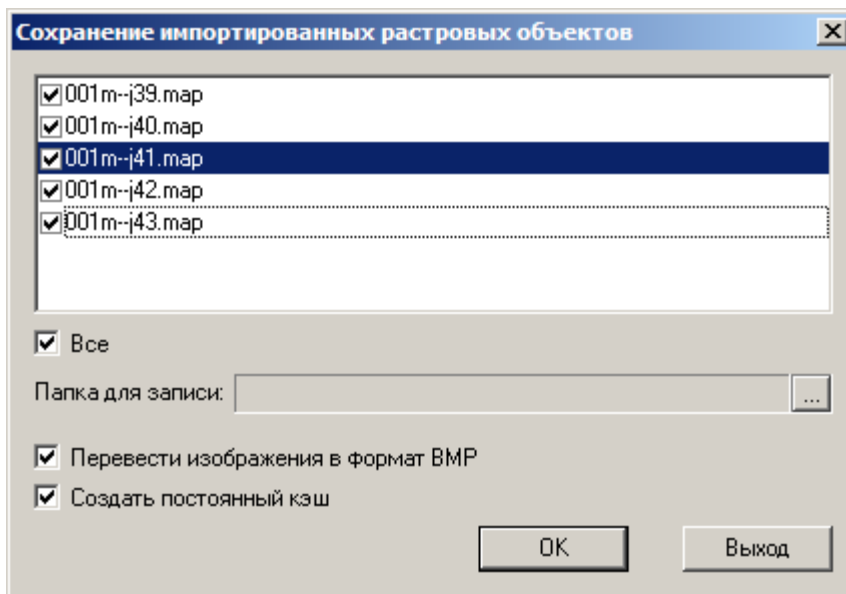 Сохранение импортированных растровых объектов
001m--j39.map
001m--j40.map
001m--j41.map
001m--j42.map
001m--j43.map
Все
Папка для записи:
...
Перевести изображения в формат BMP
Создать постоянный кэш
OK
Выход